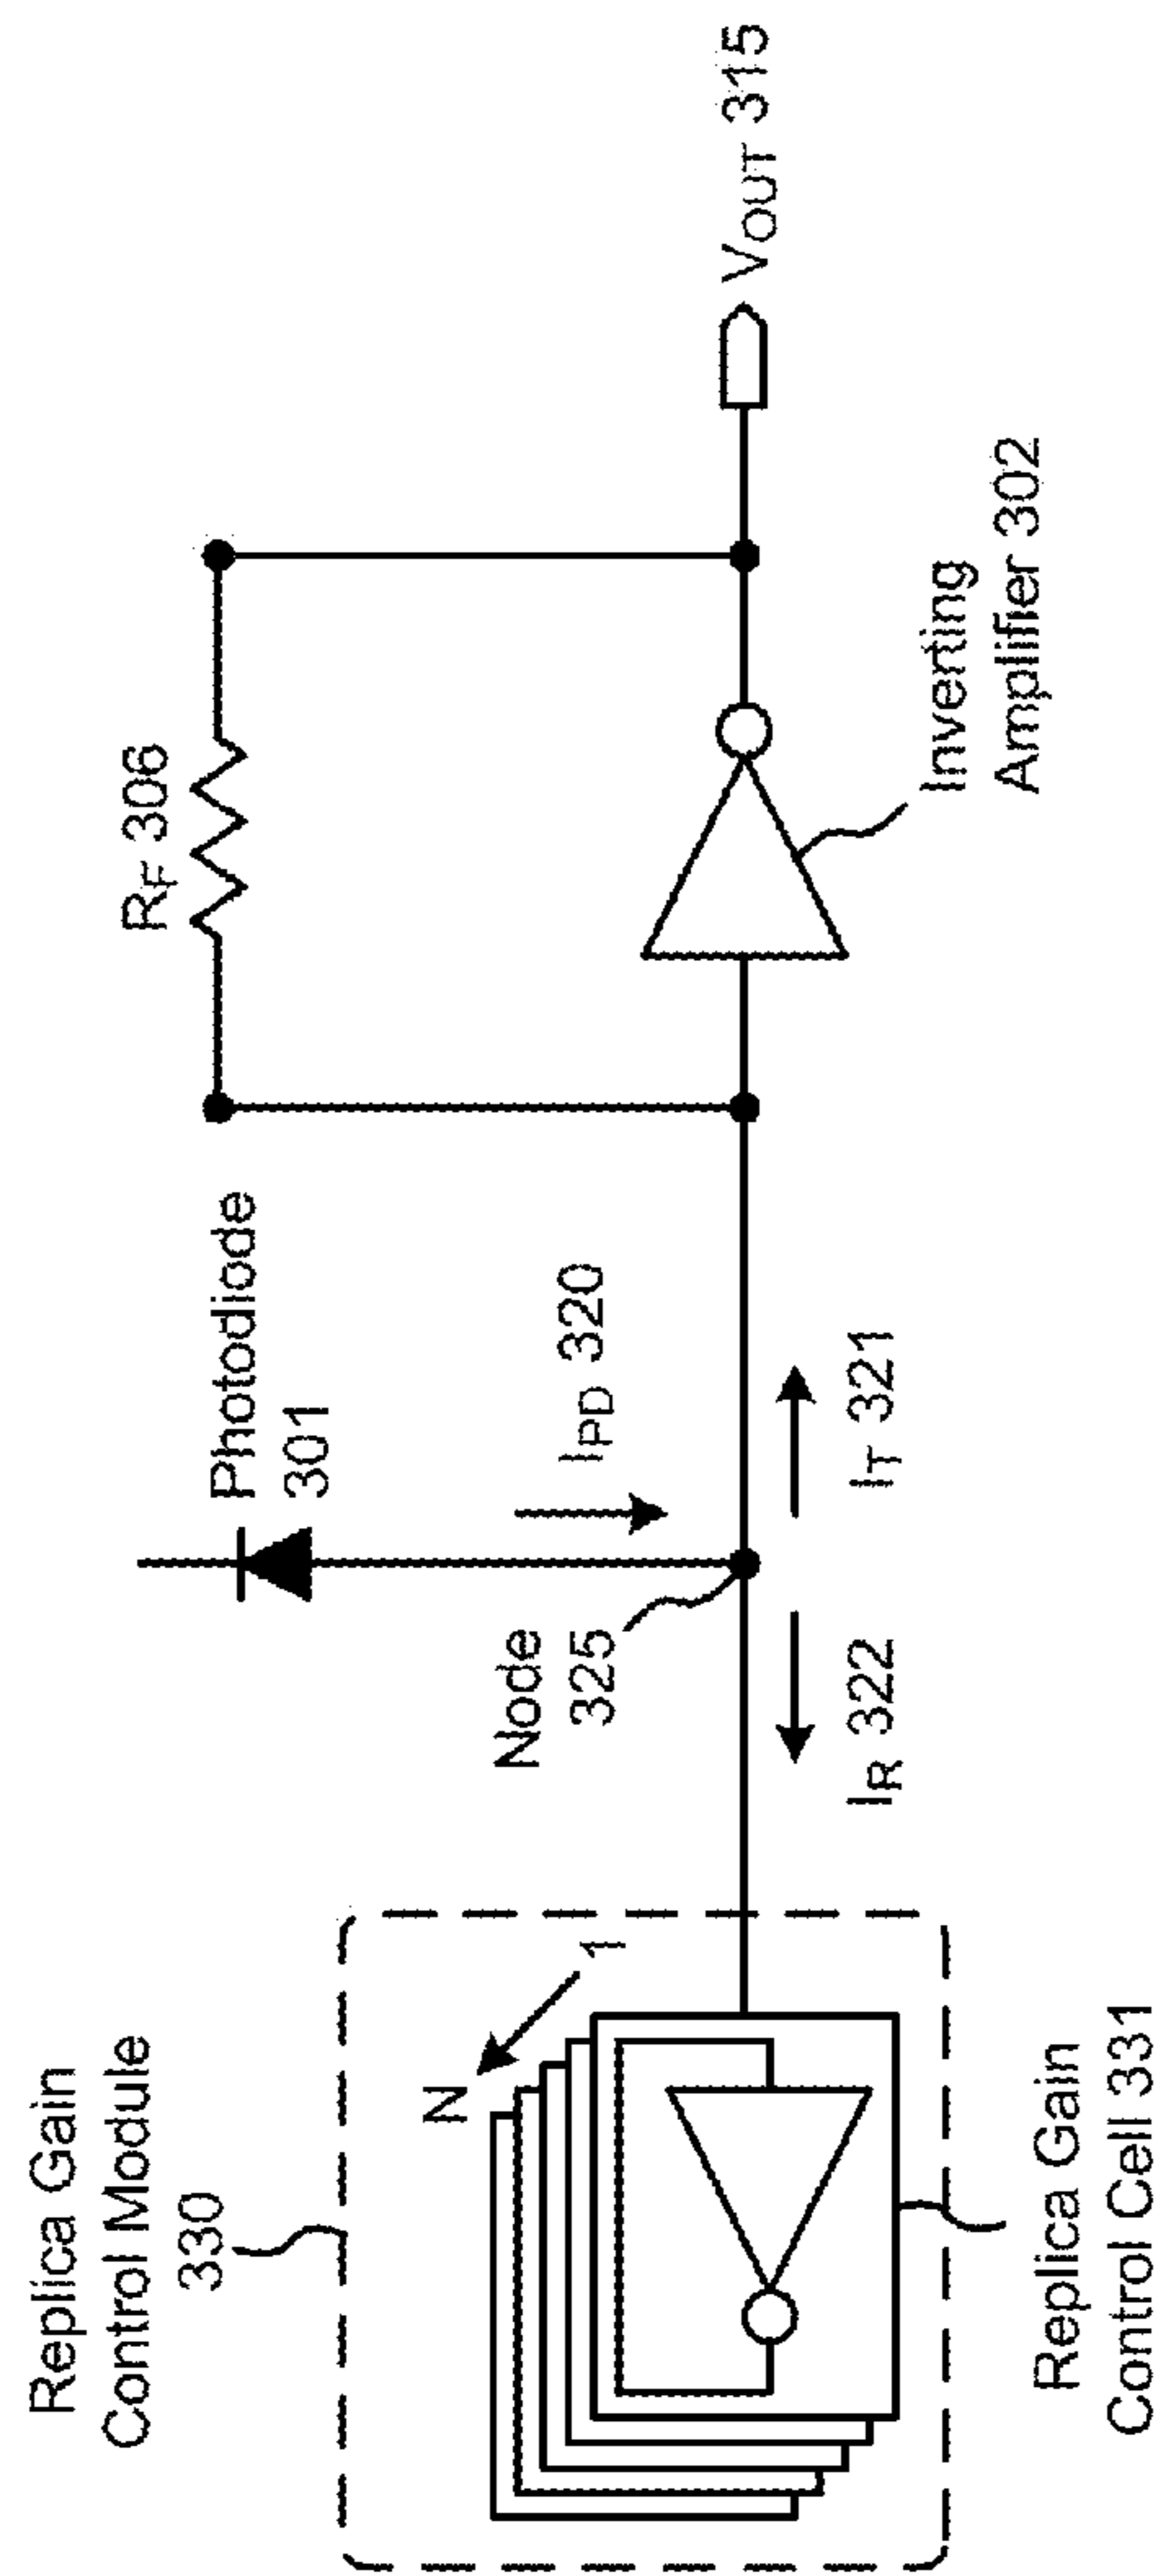 Replica Gain
Control Module
330
N
1
Replica Gain
Control Cell 331
Node
325
Photodiode
301
IPD 320
IR 322
IT 321
RF 306
Inverting
Amplifier 302
VOUT 315